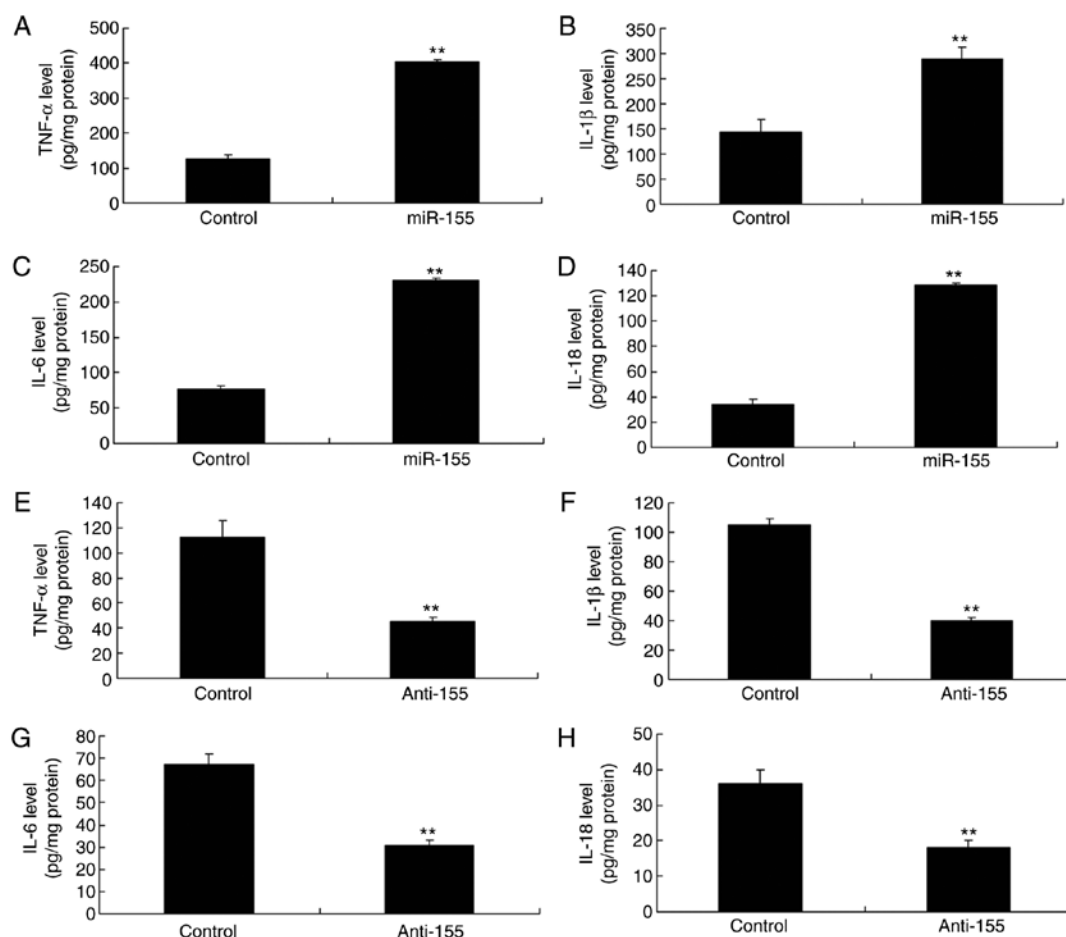 A
TNF-α level
(pg/mg protein)
500
400
300
200
100
0
**
Control
miR-155
B
IL-1β level
(pg/mg protein)
350
300
250
200
150
100
50
0
**
Control
miR-155
C
IL-6 level
(pg/mg protein)
250
200
150
100
50
0
**
Control
miR-155
D
IL-18 level
(pg/mg protein)
140
120
100
80
60
40
20
0
**
Control
miR-155
E
TNF-α level
(pg/mg protein)
140
120
100
80
60
40
20
0
**
Control
Anti-155
F
IL-1β level
(pg/mg protein)
120
100
80
60
40
20
0
**
Control
Anti-155
G
IL-6 level
(pg/mg protein)
80
70
60
50
40
30
20
10
0
**
Control
Anti-155
H
IL-18 level
(pg/mg protein)
50
40
30
20
10
0
**
Control
Anti-155